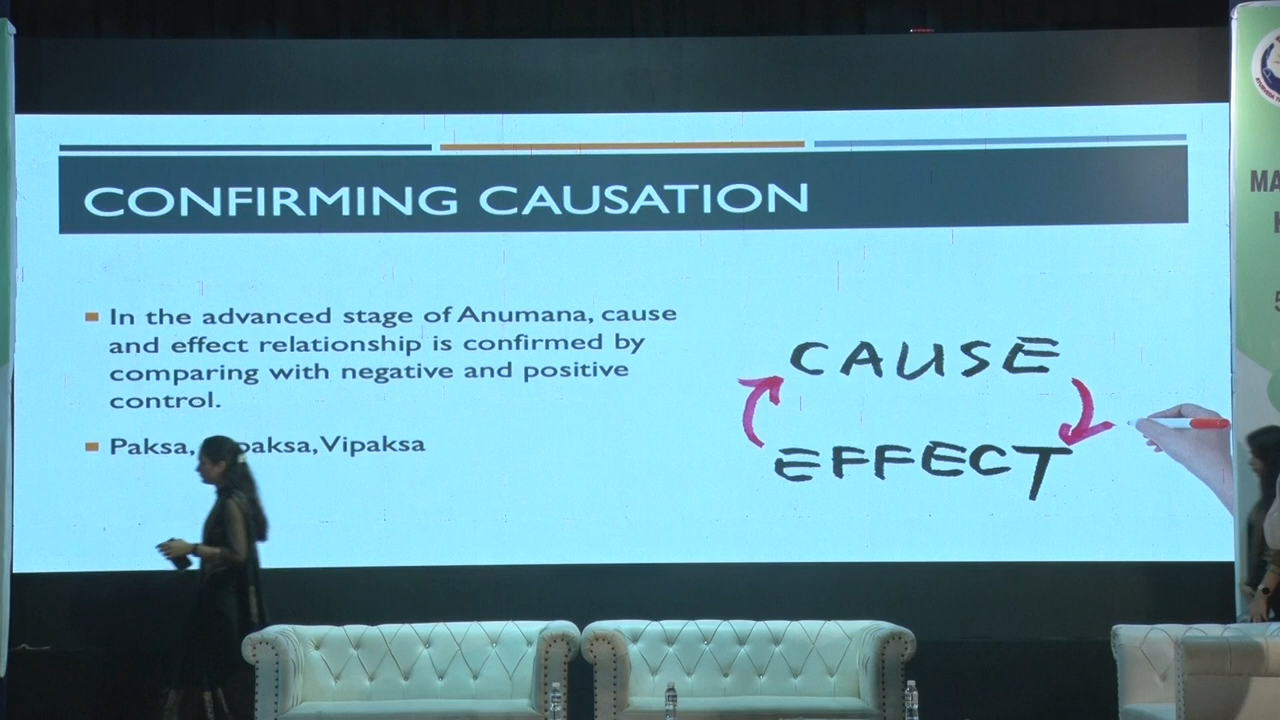 CONFIRMING CAUSATION
In the advanced stage of Anumana, cause
and effect relationship is confirmed by
comparing with negative and positive
control.
Paksa, Vipaksa
CAUSE
EFFECT